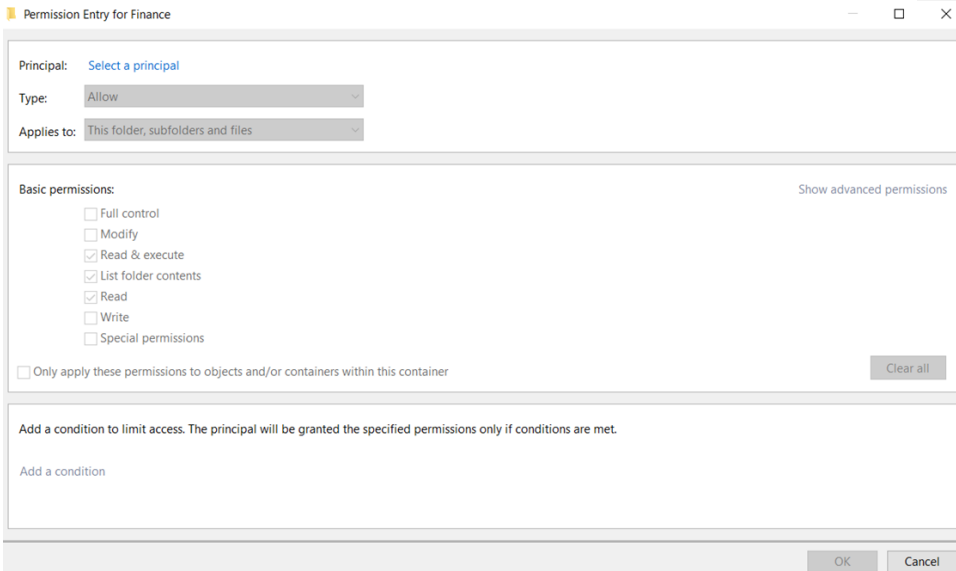 Permission Entry for Finance
Principal: Select a principal
Type: Allow
Applies to: This folder, subfolders and files
Basic permissions: Show advanced permissions
Full control
Modify
Read & execute
List folder contents
Read
Write
Special permissions
Only apply these permissions to objects and/or containers within this container Clear all
Add a condition to limit access. The principal will be granted the specified permissions only if conditions are met.
Add a condition
OK Cancel